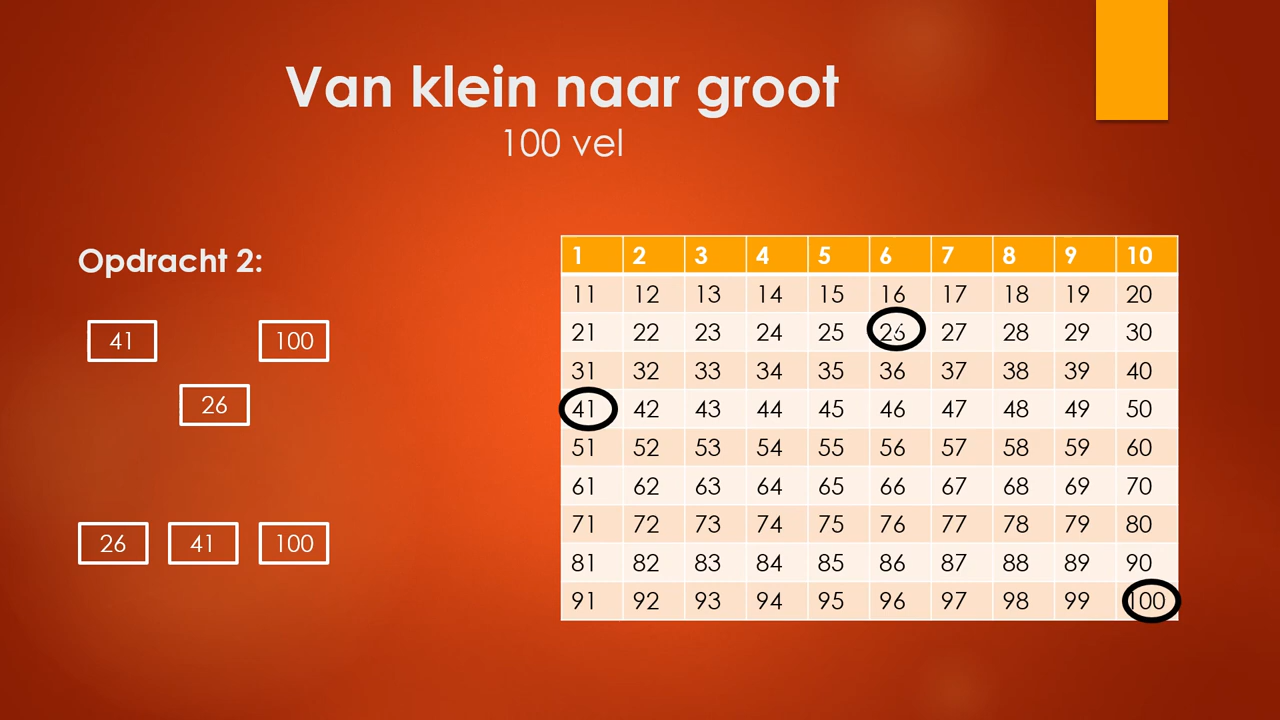 Van klein naar groot
100 vel
Opdracht 2:
41 100
26
26 41 100
1 2 3 4 5 6 7 8 9 10
11 12 13 14 15 16 17 18 19 20
21 22 23 24 25 26 27 28 29 30
31 32 33 34 35 36 37 38 39 40
41 42 43 44 45 46 47 48 49 50
51 52 53 54 55 56 57 58 59 60
61 62 63 64 65 66 67 68 69 70
71 72 73 74 75 76 77 78 79 80
81 82 83 84 85 86 87 88 89 90
91 92 93 94 95 96 97 98 99 100